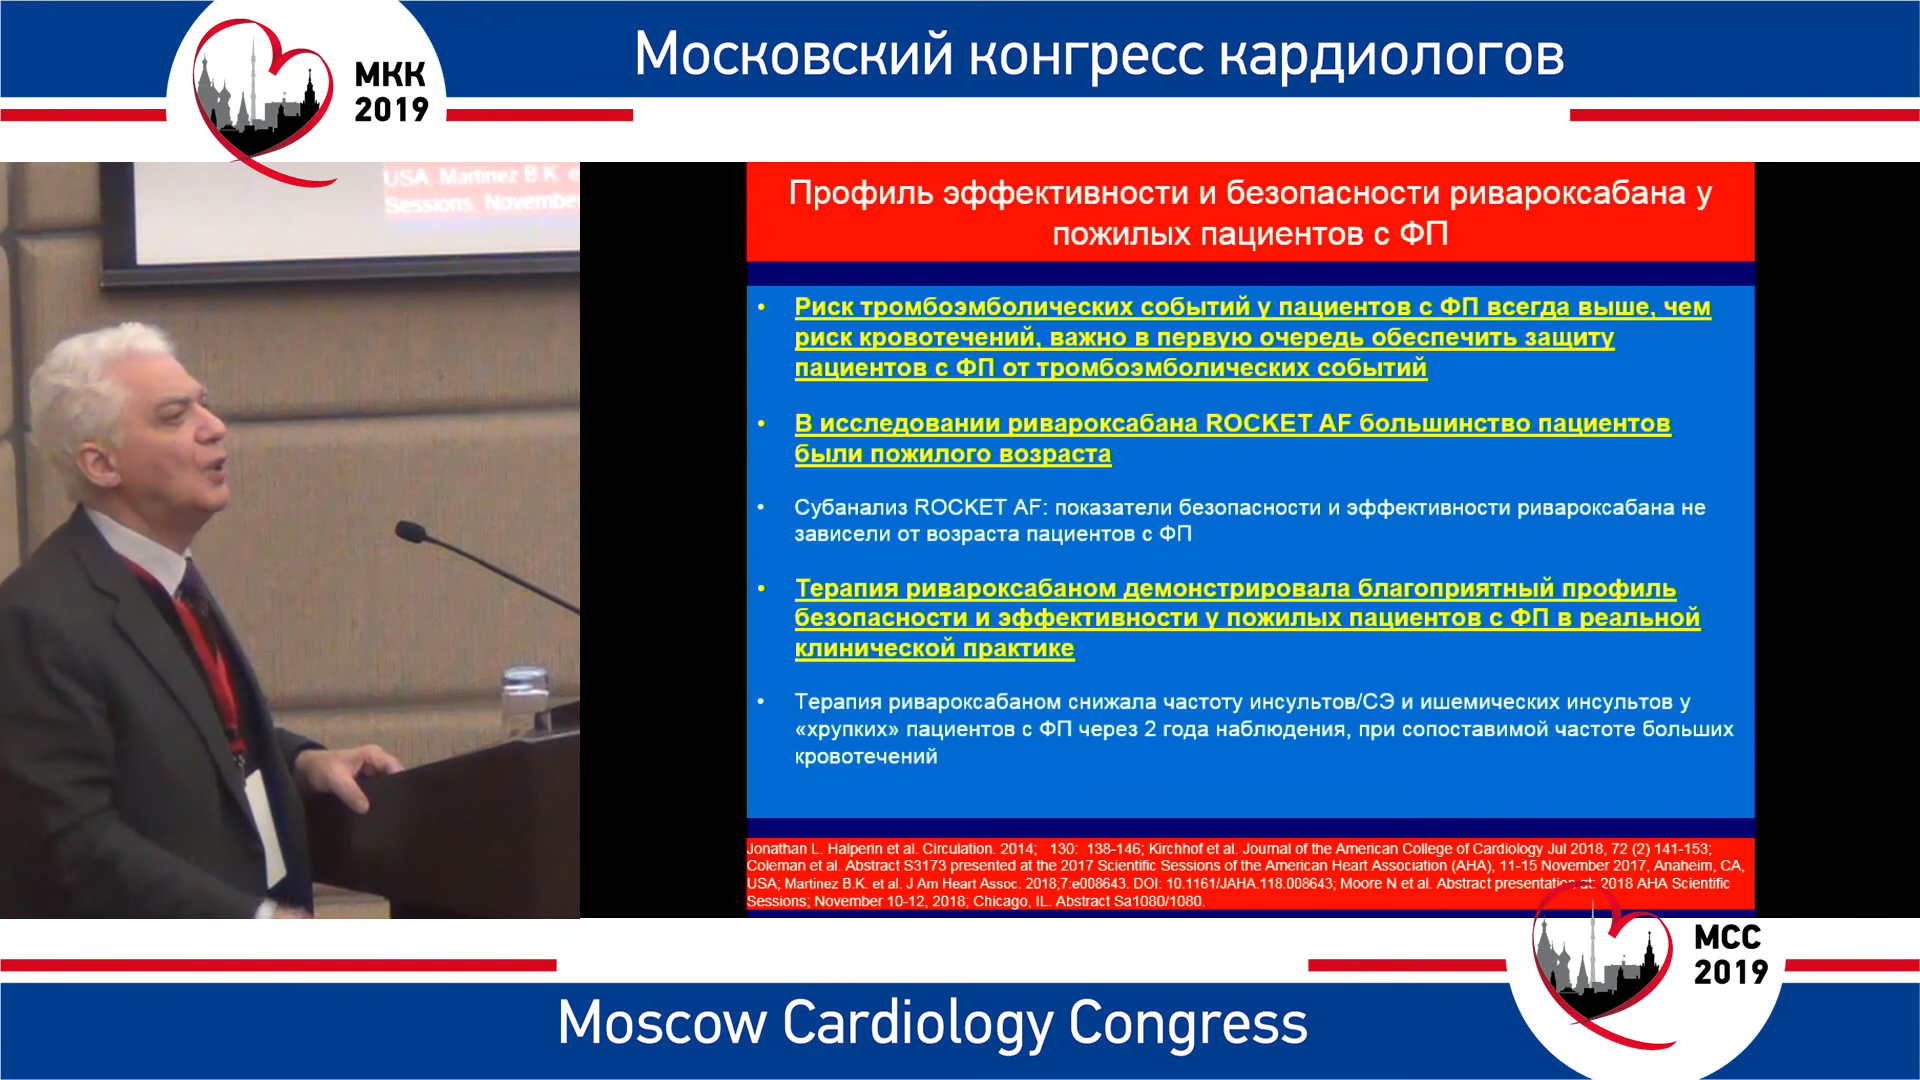 Московский конгресс кардиологов
МКК
2019
USA, Martinez B.K.
Sessions, November
Профиль эффективности и безопасности ривароксабана у
пожилых пациентов с ФП
• Риск тромбоэмболических событий у пациентов с ФП всегда выше, чем
риск кровотечений, важно в первую очередь обеспечить защиту
пациентов с ФП от тромбоэмболических событий
• В исследовании ривароксабана ROCKET AF большинство пациентов
были пожилого возраста
• Субанализ ROCKET AF: показатели безопасности и эффективности ривароксабана не
зависели от возраста пациентов с ФП
• Терапия ривароксабаном демонстрировала благоприятный профиль
безопасности и эффективности у пожилых пациентов с ФП в реальной
клинической практике
• Терапия ривароксабаном снижала частоту инсультов/СЭ и ишемических инсультов у
«хрупких» пациентов с ФП через 2 года наблюдения, при сопоставимой частоте больших
кровотечений
Jonathan L. Halperin et al. Circulation. 2014; 130: 138-146; Kirchhof et al. Journal of the American College of Cardiology Jul 2018, 72 (2) 141-153;
Coleman et al. Abstract S3173 presented at the 2017 Scientific Sessions of the American Heart Association (AHA), 11-15 November 2017, Anaheim, CA,
USA; Martinez B.K. et al. J Am Heart Assoc. 2018;7.e008643. DOI: 10.1161/JAHA.118.008643; Moore N et al. Abstract presentation at: 2018 AHA Scientific
Sessions; November 10-12, 2018; Chicago, IL. Abstract Sa1080/1080.
MCC
2019
Moscow Cardiology Congress